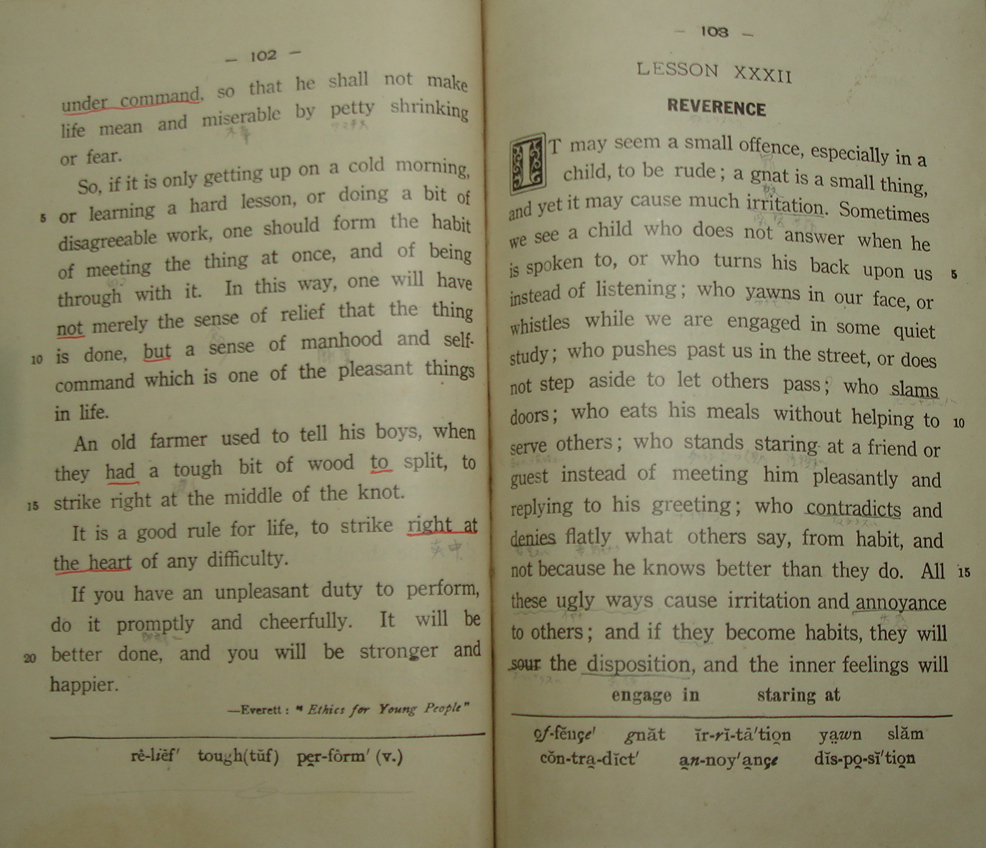 — 102 —
under command, so that he shall not make
life mean and miserable by petty shrinking
or fear.
So, if it is only getting up on a cold morning,
5 or learning a hard lesson, or doing a bit of
disagreeable work, one should form the habit
of meeting the thing at once, and of being
through with it. In this way, one will have
not merely the sense of relief that the thing
10 is done, but a sense of manhood and self-
command which is one of the pleasant things
in life.
An old farmer used to tell his boys, when
they had a tough bit of wood to split, to
15 strike right at the middle of the knot.
It is a good rule for life, to strike right at
the heart of any difficulty.
If you have an unpleasant duty to perform,
do it promptly and cheerfully. It will be
20 better done, and you will be stronger and
happier.
—Everett: "Ethics for Young People"
rê-liēf′ tough(tŭf) pẽr-fôrm′ (v.)
— 103 —
LESSON XXXII
REVERENCE
IT may seem a small offence, especially in a
child, to be rude; a gnat is a small thing,
and yet it may cause much irritation. Sometimes
we see a child who does not answer when he
is spoken to, or who turns his back upon us 5
instead of listening; who yawns in our face, or
whistles while we are engaged in some quiet
study; who pushes past us in the street, or does
not step aside to let others pass; who slams
doors; who eats his meals without helping to 10
serve others; who stands staring at a friend or
guest instead of meeting him pleasantly and
replying to his greeting; who contradicts and
denies flatly what others say, from habit, and
not because he knows better than they do. All 15
these ugly ways cause irritation and annoyance
to others; and if they become habits, they will
sour the disposition, and the inner feelings will
engage in staring at
of-fĕnçe′ gnăt ĭr-rĭ-tā′tio̤n ya̤wn slăm
cŏn-tra̤-dĭct′ a̤n-noy′a̤nçe dĭs-po̤-sĭ′tio̤n